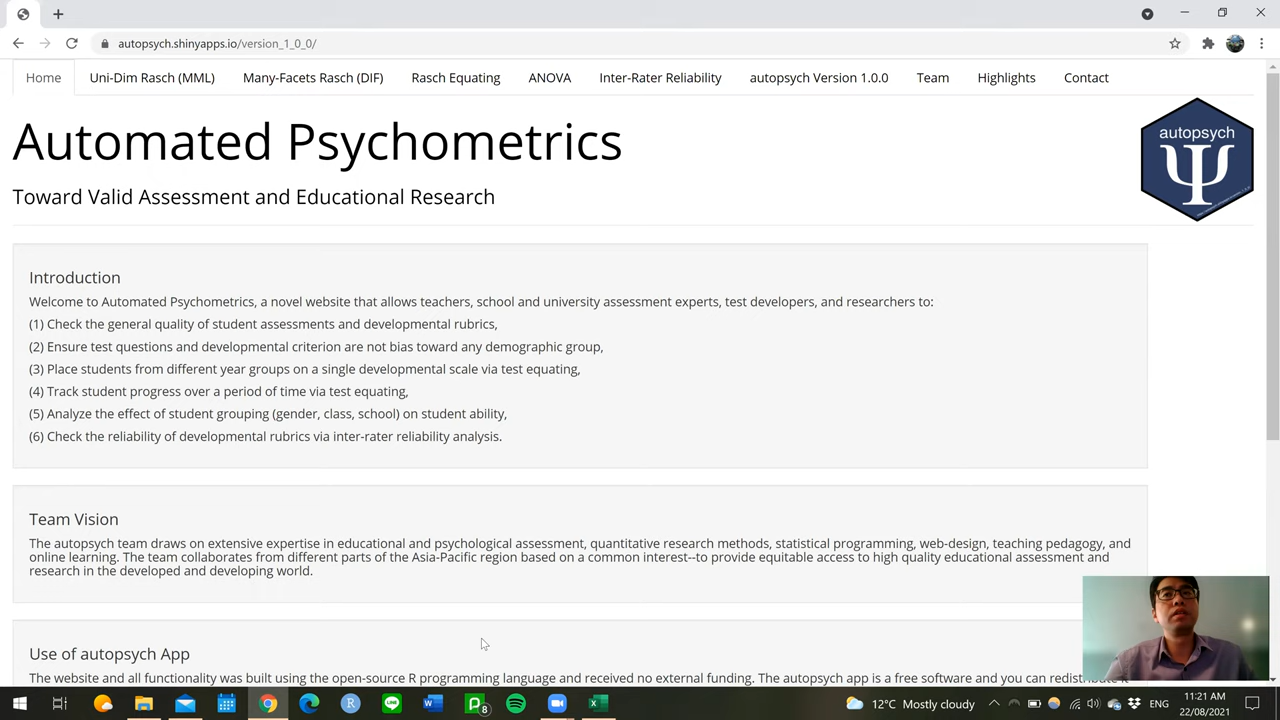 autopsych.shinyapps.io/version_1_0_0/
Home Uni-Dim Rasch (MML) Many-Facets Rasch (DIF) Rasch Equating ANOVA Inter-Rater Reliability autopsych Version 1.0.0 Team Highlights Contact
Automated Psychometrics
autopsych
Ψ
Toward Valid Assessment and Educational Research
Introduction
Welcome to Automated Psychometrics, a novel website that allows teachers, school and university assessment experts, test developers, and researchers to:
(1) Check the general quality of student assessments and developmental rubrics,
(2) Ensure test questions and developmental criterion are not bias toward any demographic group,
(3) Place students from different year groups on a single developmental scale via test equating,
(4) Track student progress over a period of time via test equating,
(5) Analyze the effect of student grouping (gender, class, school) on student ability,
(6) Check the reliability of developmental rubrics via inter-rater reliability analysis.
Team Vision
The autopsych team draws on extensive expertise in educational and psychological assessment, quantitative research methods, statistical programming, web-design, teaching pedagogy, and
online learning. The team collaborates from different parts of the Asia-Pacific region based on a common interest--to provide equitable access to high quality educational assessment and
research in the developed and developing world.
Use of autopsych App
The website and all functionality was built using the open-source R programming language and received no external funding. The autopsych app is a free software and you can
12°C Mostly cloudy ENG 11:21 AM
22/08/2021